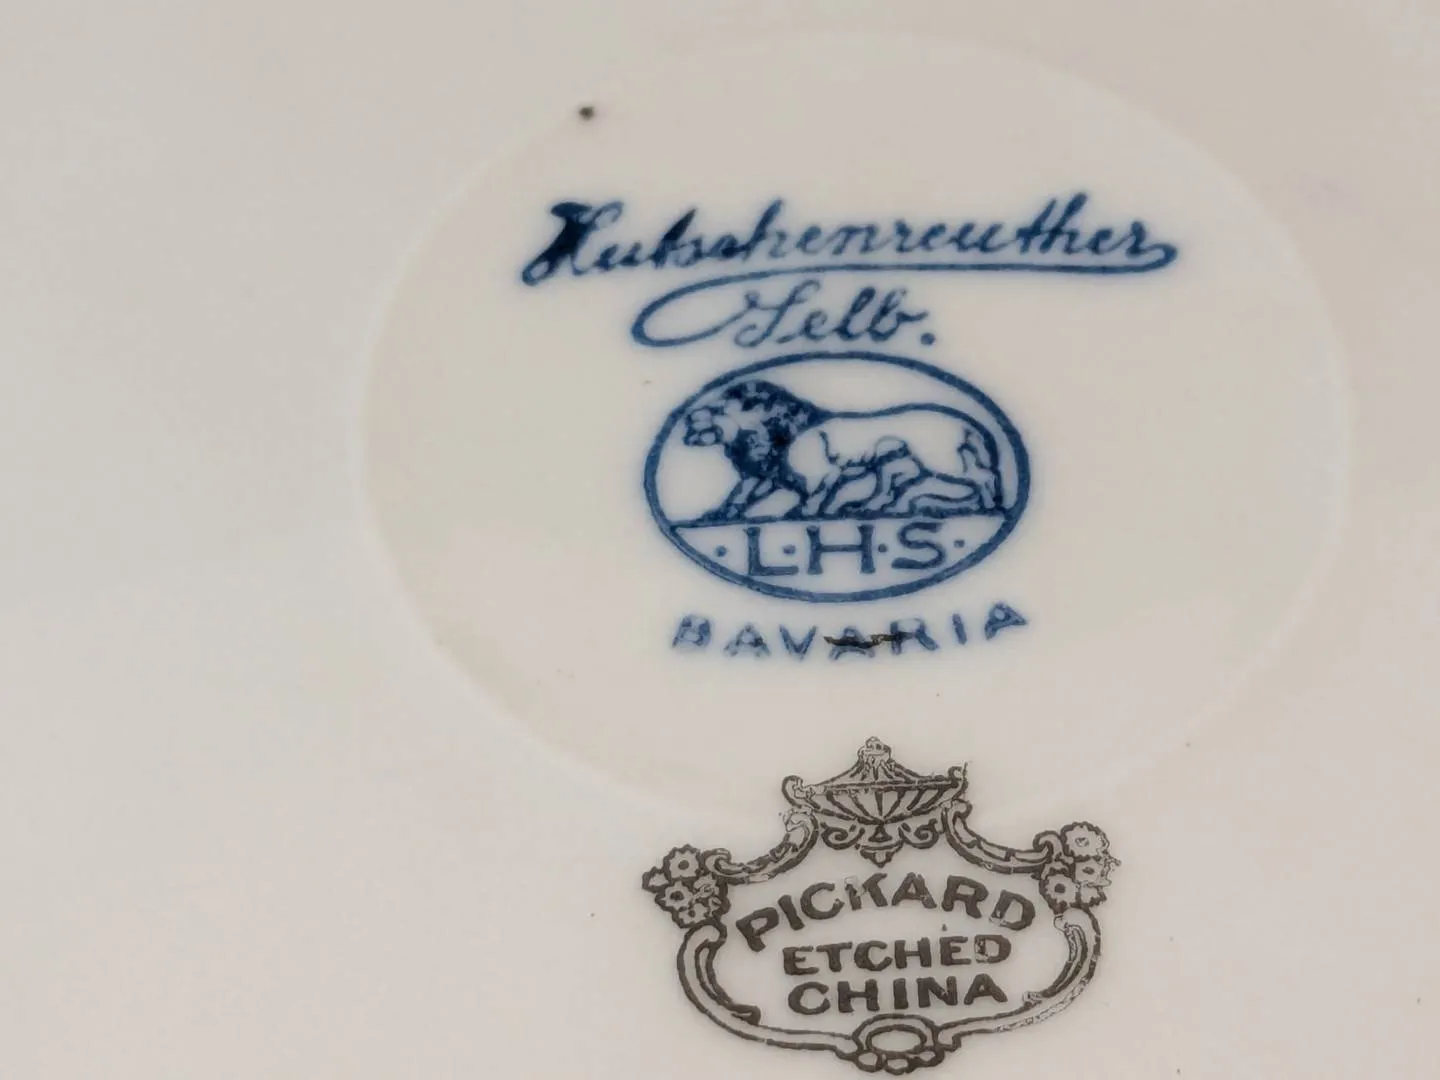 Hutschenreuther
Selb.
·L·H·S·
BAVARIA
PICKARD
ETCHED
CHINA